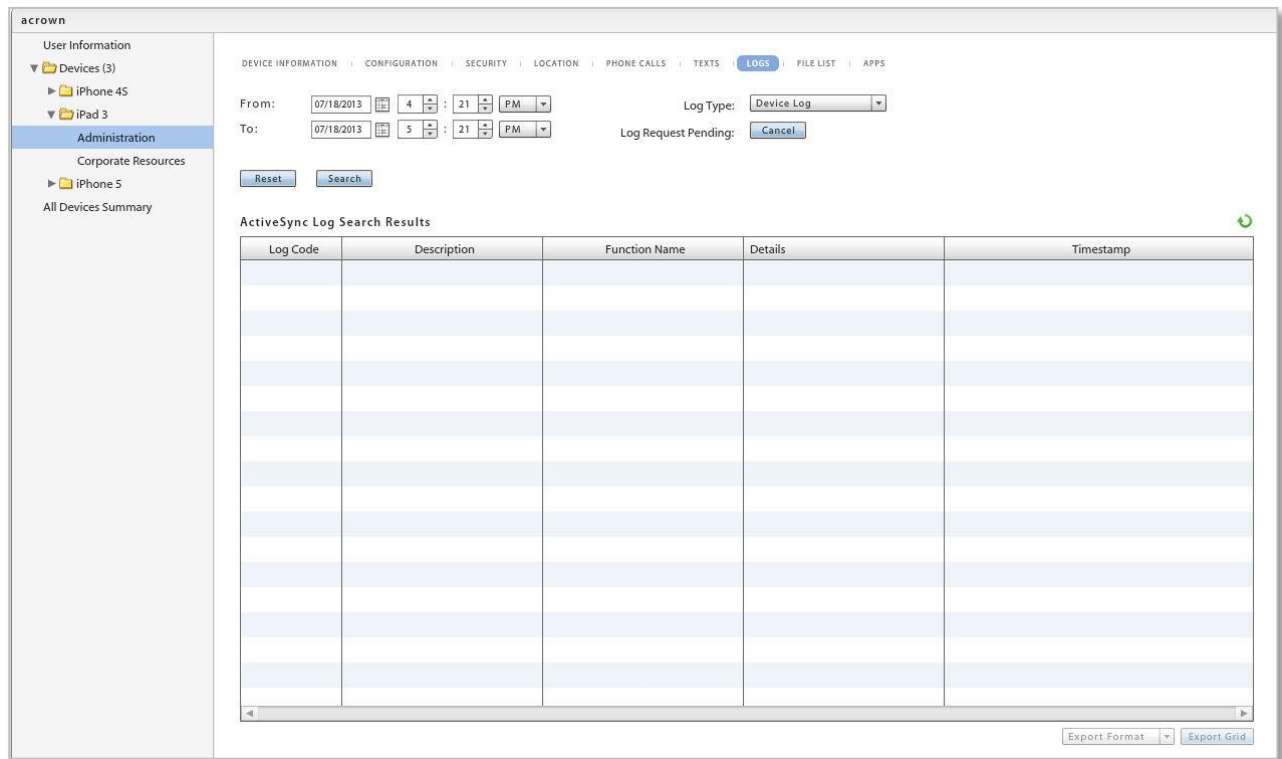 acrown
User Information
Devices (3)
iPhone 4S
iPad 3
Administration
Corporate Resources
iPhone 5
All Devices Summary
DEVICE INFORMATION CONFIGURATION SECURITY LOCATION PHONE CALLS TEXTS LOGS FILE LIST APPS
From: 07/18/2013 4 : 21 PM Log Type: Device Log
To: 07/18/2013 5 : 21 PM Log Request Pending: Cancel
Reset Search
ActiveSync Log Search Results
Log Code Description Function Name Details Timestamp
Export Format Export Grid